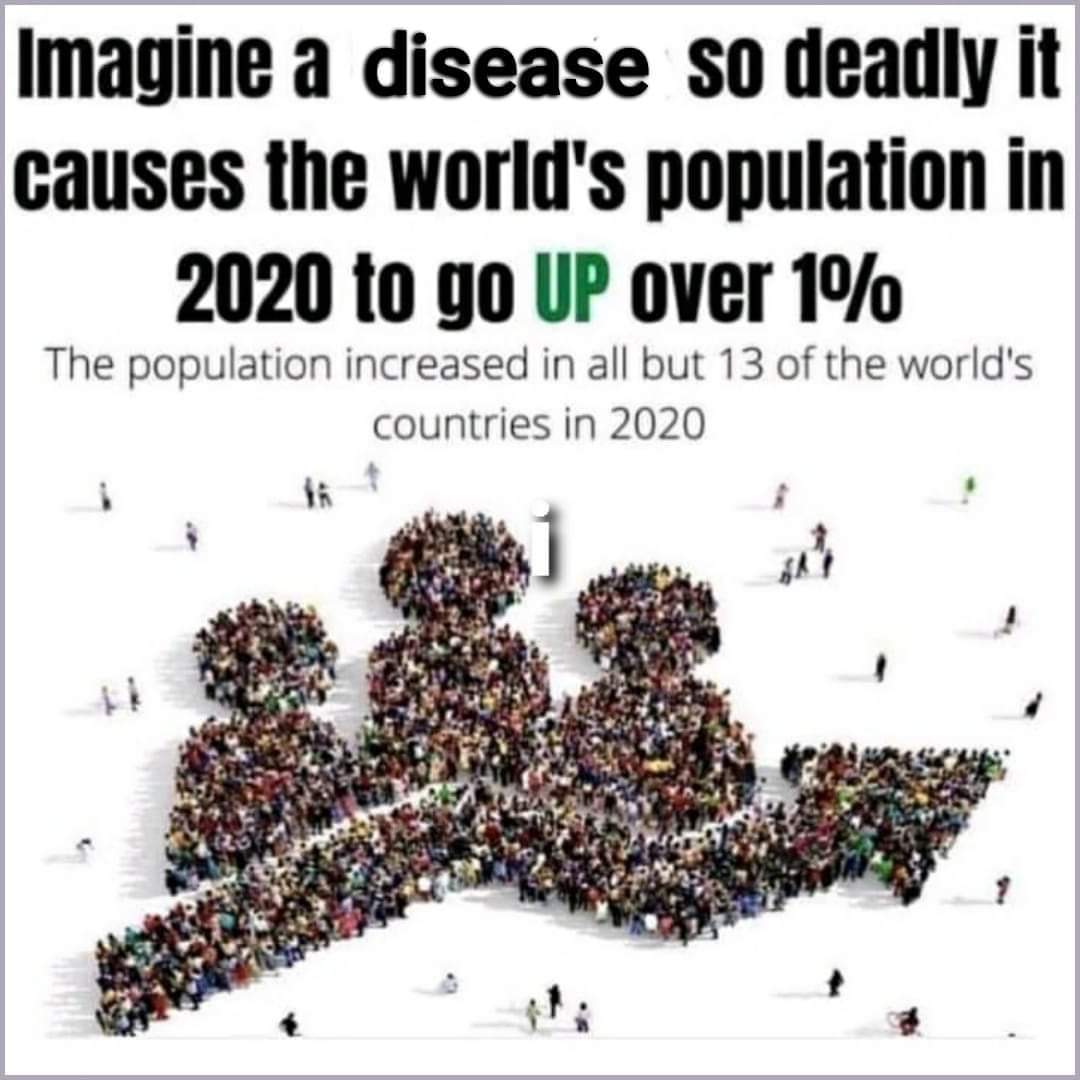 Imagine a disease so deadly it
causes the world's population in
2020 to go UP over 1%
The population increased in all but 13 of the world's
countries in 2020
i